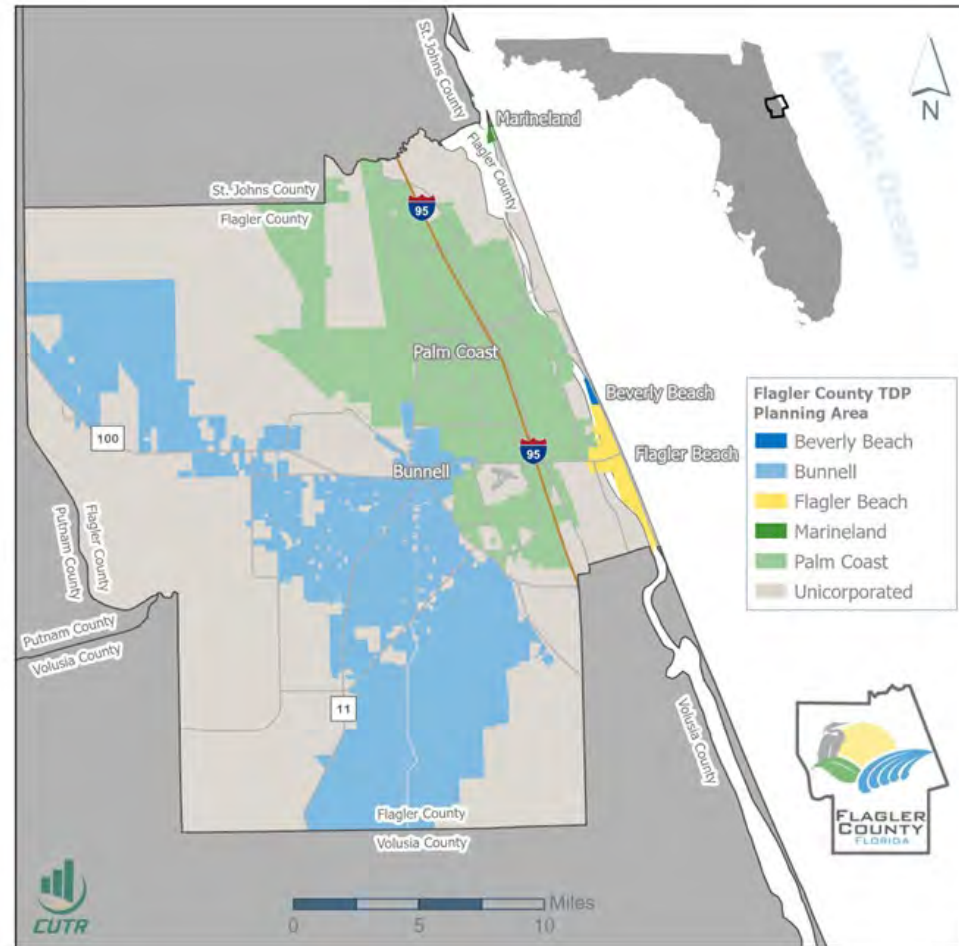 St. Johns County
Marineland
Flagler County
Atlantic Ocean
N
St. Johns County
Flagler County
95
Palm Coast
Beverly Beach
Flagler County TDP
Planning Area
Beverly Beach
Bunnell
Flagler Beach
Marineland
Palm Coast
Unicorporated
100
95
Flagler Beach
Bunnell
Flagler County
Putnam County
Putnam County
Volusia County
11
Volusia County
Flagler County
Volusia County
FLAGLER
COUNTY
FLORIDA
CUTR
Miles
0 5 10